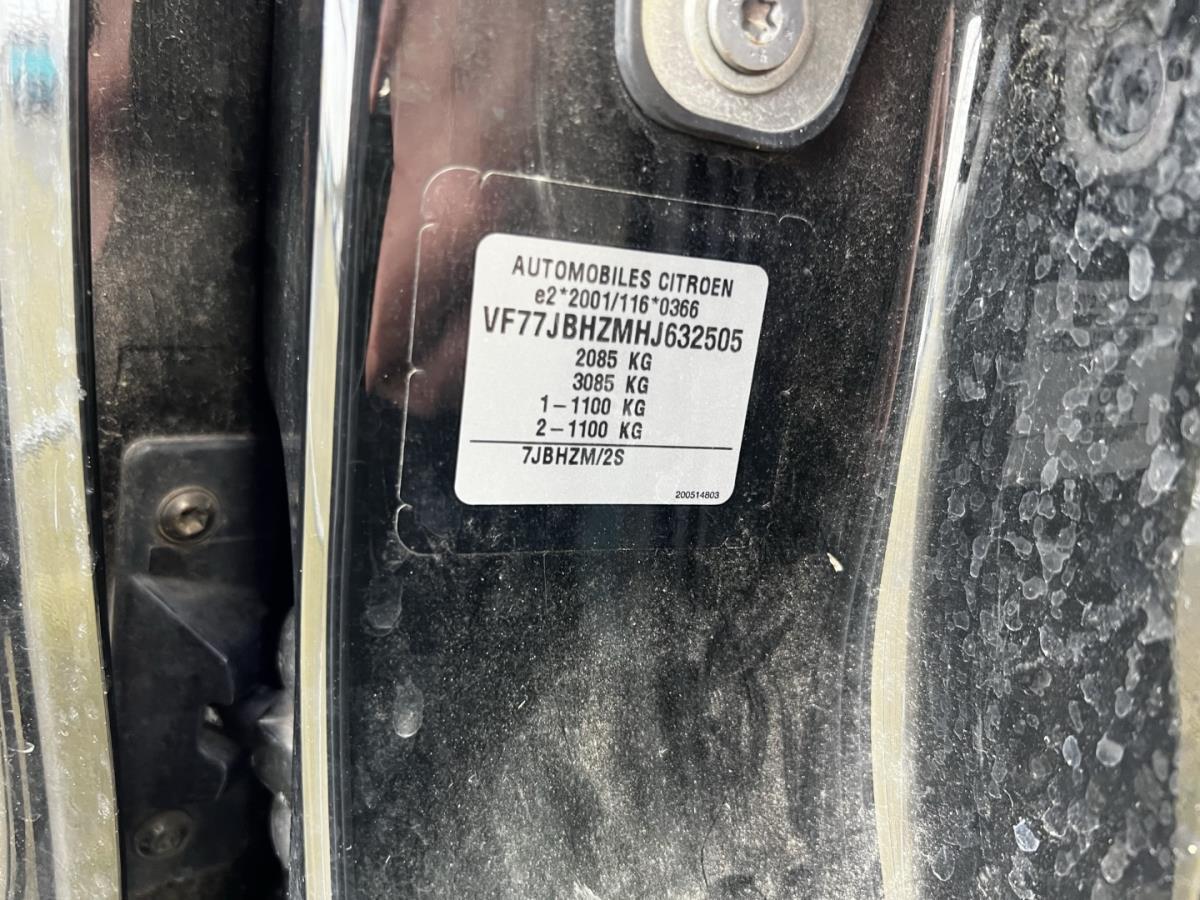 AUTOMOBILES CITROEN
e2*2001/116*0366
VF77JBHZMHJ632505
2085 KG
3085 KG
1-1100 KG
2-1100 KG
7JBHZM/2S
200514803